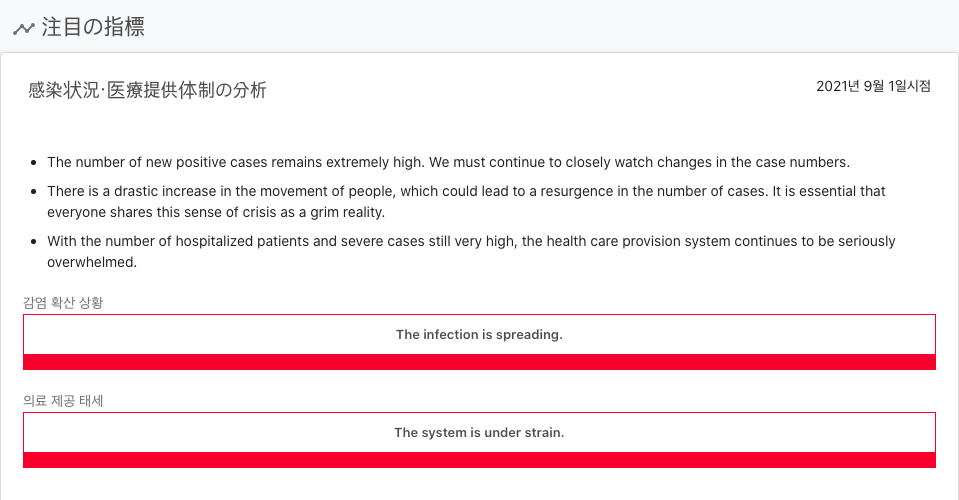 注目の指標
感染状況·医療提供体制の分析
2021년 9월 1일시점
The number of new positive cases remains extremely high. We must continue to closely watch changes in the case numbers.
There is a drastic increase in the movement of people, which could lead to a resurgence in the number of cases. It is essential that
everyone shares this sense of crisis as a grim reality.
With the number of hospitalized patients and severe cases still very high, the health care provision system continues to be seriously
overwhelmed.
감염 확산 상황
The infection is spreading.
의료 제공 태세
The system is under strain.